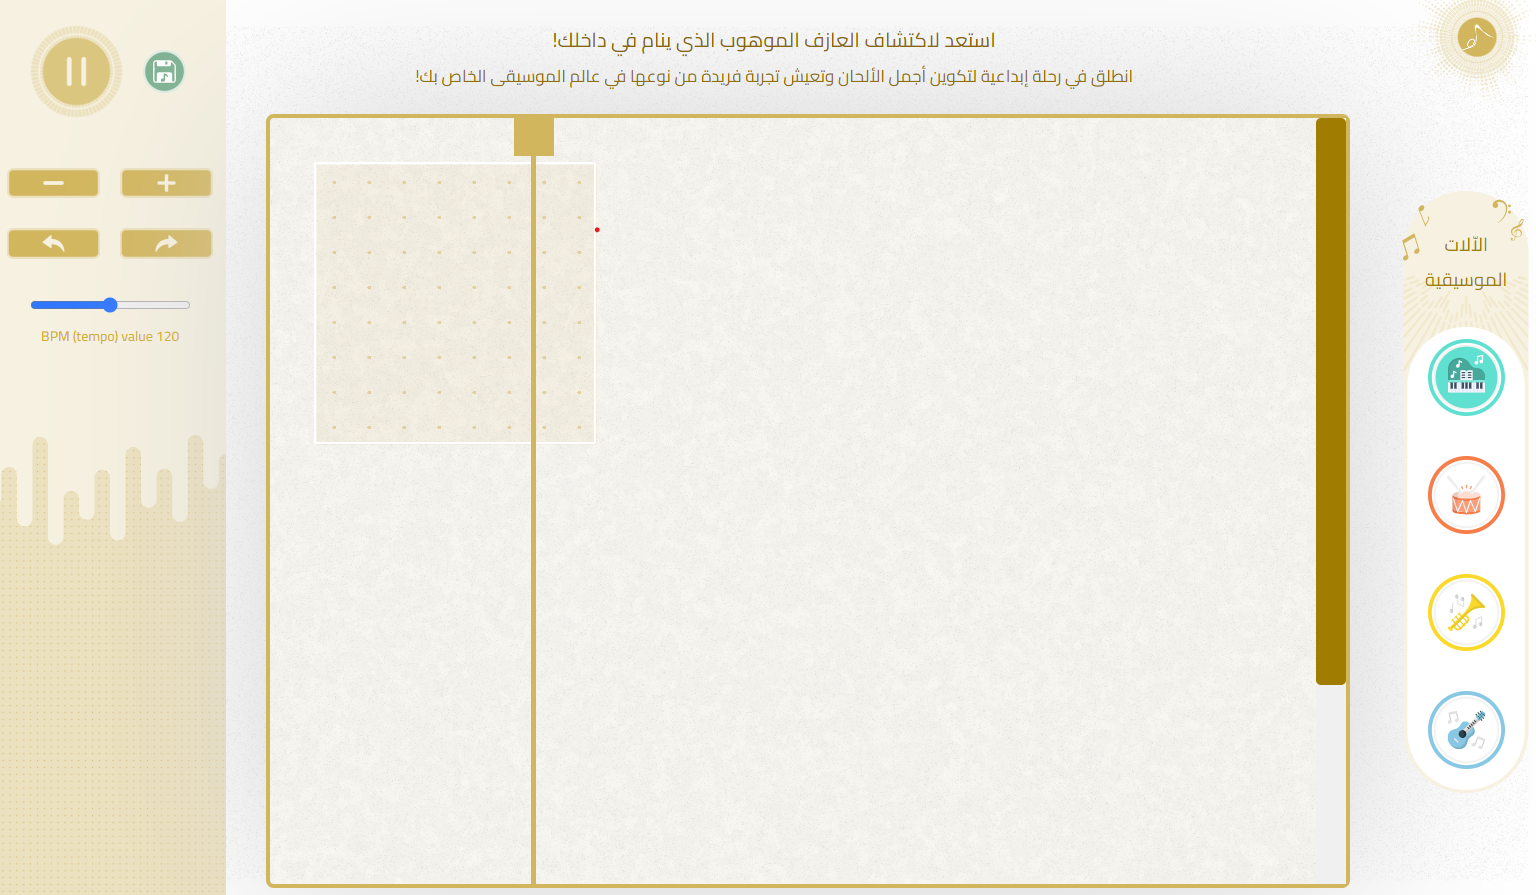 استعد لاكتشاف العازف الموهوب الذي ينام في داخلك!
انطلق في رحلة إبداعية لتكوين أجمل الألحان وتعيش تجربة فريدة من نوعها في عالم الموسيقى الخاص بك!
الآلات
الموسيقية
BPM (tempo) value 120